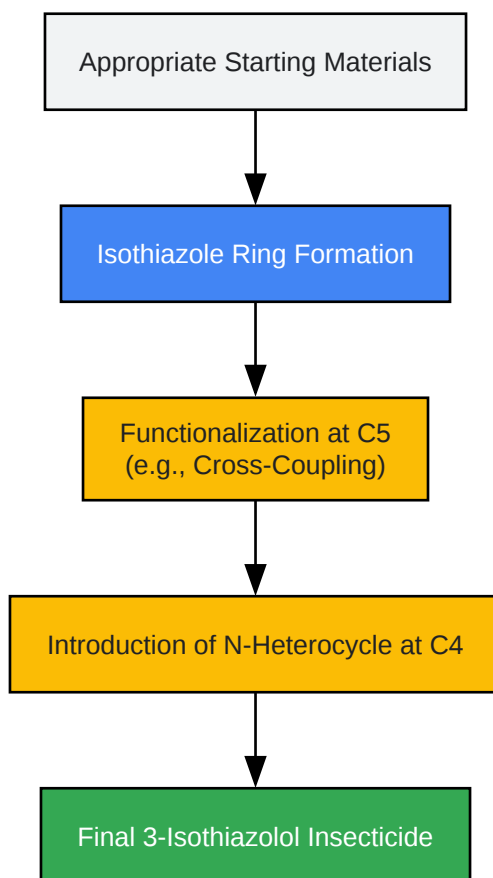 Appropriate Starting Materials
Isothiazole Ring Formation
Functionalization at C5
(e.g., Cross-Coupling)
Introduction of N-Heterocycle at C4
Final 3-Isothiazolol Insecticide